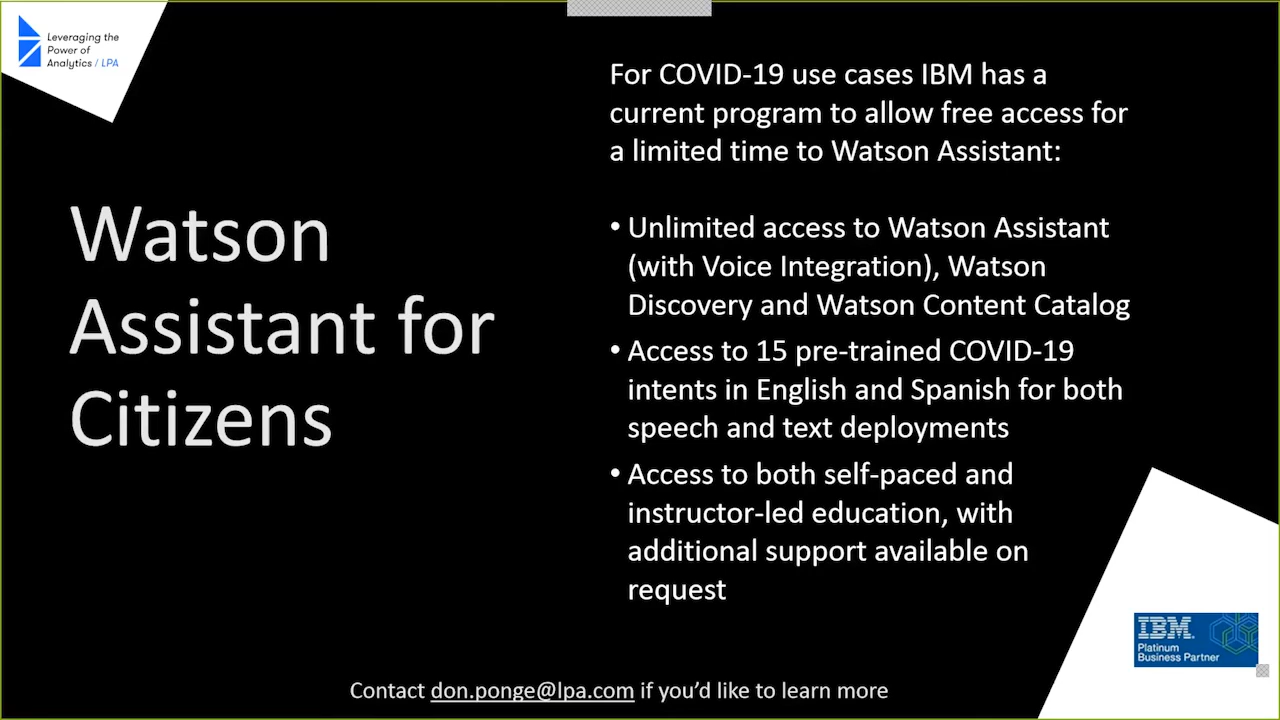 Leveraging the
Power of
Analytics / LPA
Watson
Assistant for
Citizens
For COVID-19 use cases IBM has a
current program to allow free access for
a limited time to Watson Assistant:
• Unlimited access to Watson Assistant
(with Voice Integration), Watson
Discovery and Watson Content Catalog
• Access to 15 pre-trained COVID-19
intents in English and Spanish for both
speech and text deployments
• Access to both self-paced and
instructor-led education, with
additional support available on
request
IBM.
Platinum
Business Partner
Contact don.ponge@lpa.com if you’d like to learn more